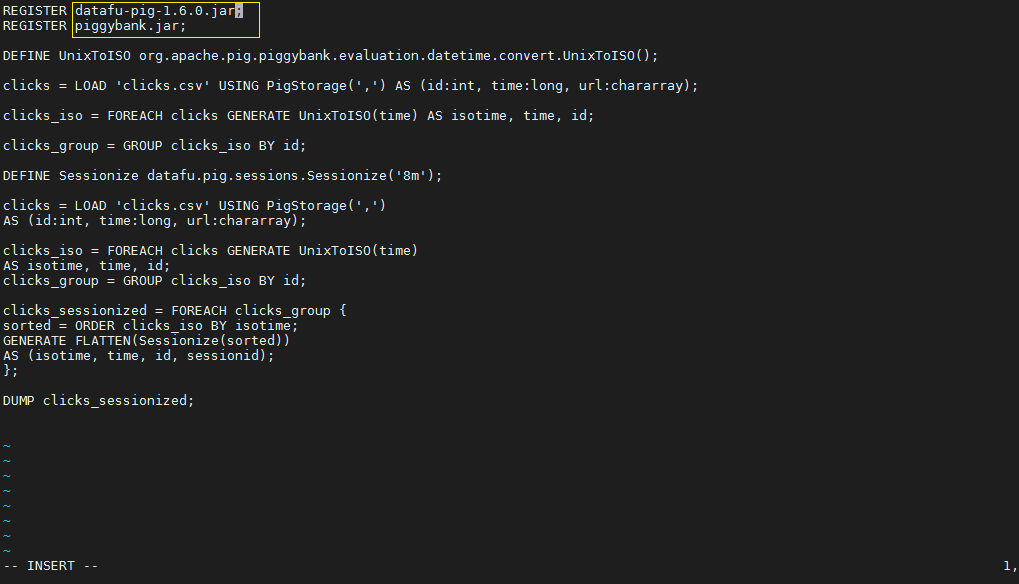 REGISTER datafu-pig-1.6.0.jar;
REGISTER piggybank.jar;
DEFINE UnixToISO org.apache.pig.piggybank.evaluation.datetime.convert.UnixToISO();
clicks = LOAD 'clicks.csv' USING PigStorage(',') AS (id:int, time:long, url:chararray);
clicks_iso = FOREACH clicks GENERATE UnixToISO(time) AS isotime, time, id;
clicks_group = GROUP clicks_iso BY id;
DEFINE Sessionize datafu.pig.sessions.Sessionize('8m');
clicks = LOAD 'clicks.csv' USING PigStorage(',')
AS (id:int, time:long, url:chararray);
clicks_iso = FOREACH clicks GENERATE UnixToISO(time)
AS isotime, time, id;
clicks_group = GROUP clicks_iso BY id;
clicks_sessionized = FOREACH clicks_group {
sorted = ORDER clicks_iso BY isotime;
GENERATE FLATTEN(Sessionize(sorted))
AS (isotime, time, id, sessionid);
};
DUMP clicks_sessionized;
~
~
~
~
~
~
~
~
-- INSERT -- 1,